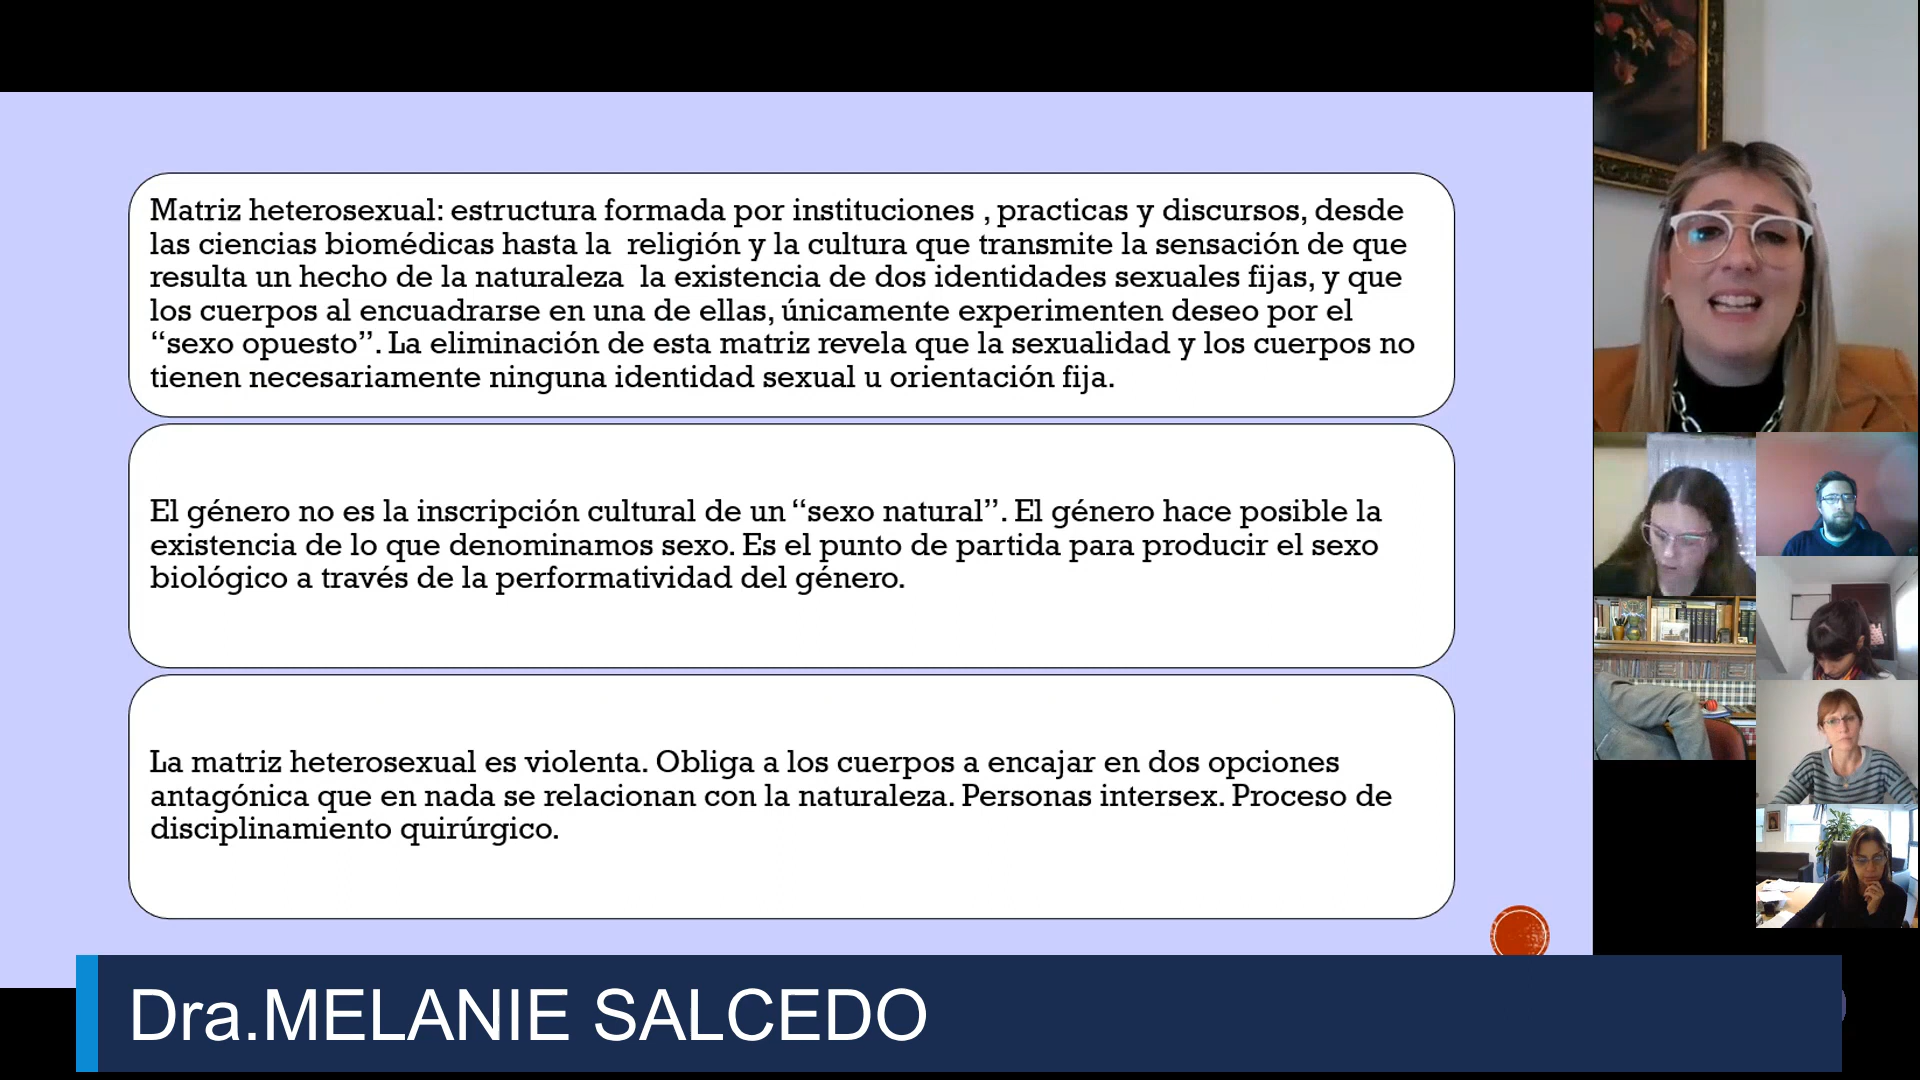 Matriz heterosexual: estructura formada por instituciones , practicas y discursos, desde
las ciencias biomédicas hasta la  religión y la cultura que transmite la sensación de que
resulta un hecho de la naturaleza  la existencia de dos identidades sexuales fijas, y que
los cuerpos al encuadrarse en una de ellas, únicamente experimenten deseo por el
“sexo opuesto”. La eliminación de esta matriz revela que la sexualidad y los cuerpos no
tienen necesariamente ninguna identidad sexual u orientación fija.
El género no es la inscripción cultural de un “sexo natural”. El género hace posible la
existencia de lo que denominamos sexo. Es el punto de partida para producir el sexo
biológico a través de la performatividad del género.
La matriz heterosexual es violenta. Obliga a los cuerpos a encajar en dos opciones
antagónica que en nada se relacionan con la naturaleza. Personas intersex. Proceso de
disciplinamiento quirúrgico.
Dra.MELANIE SALCEDO